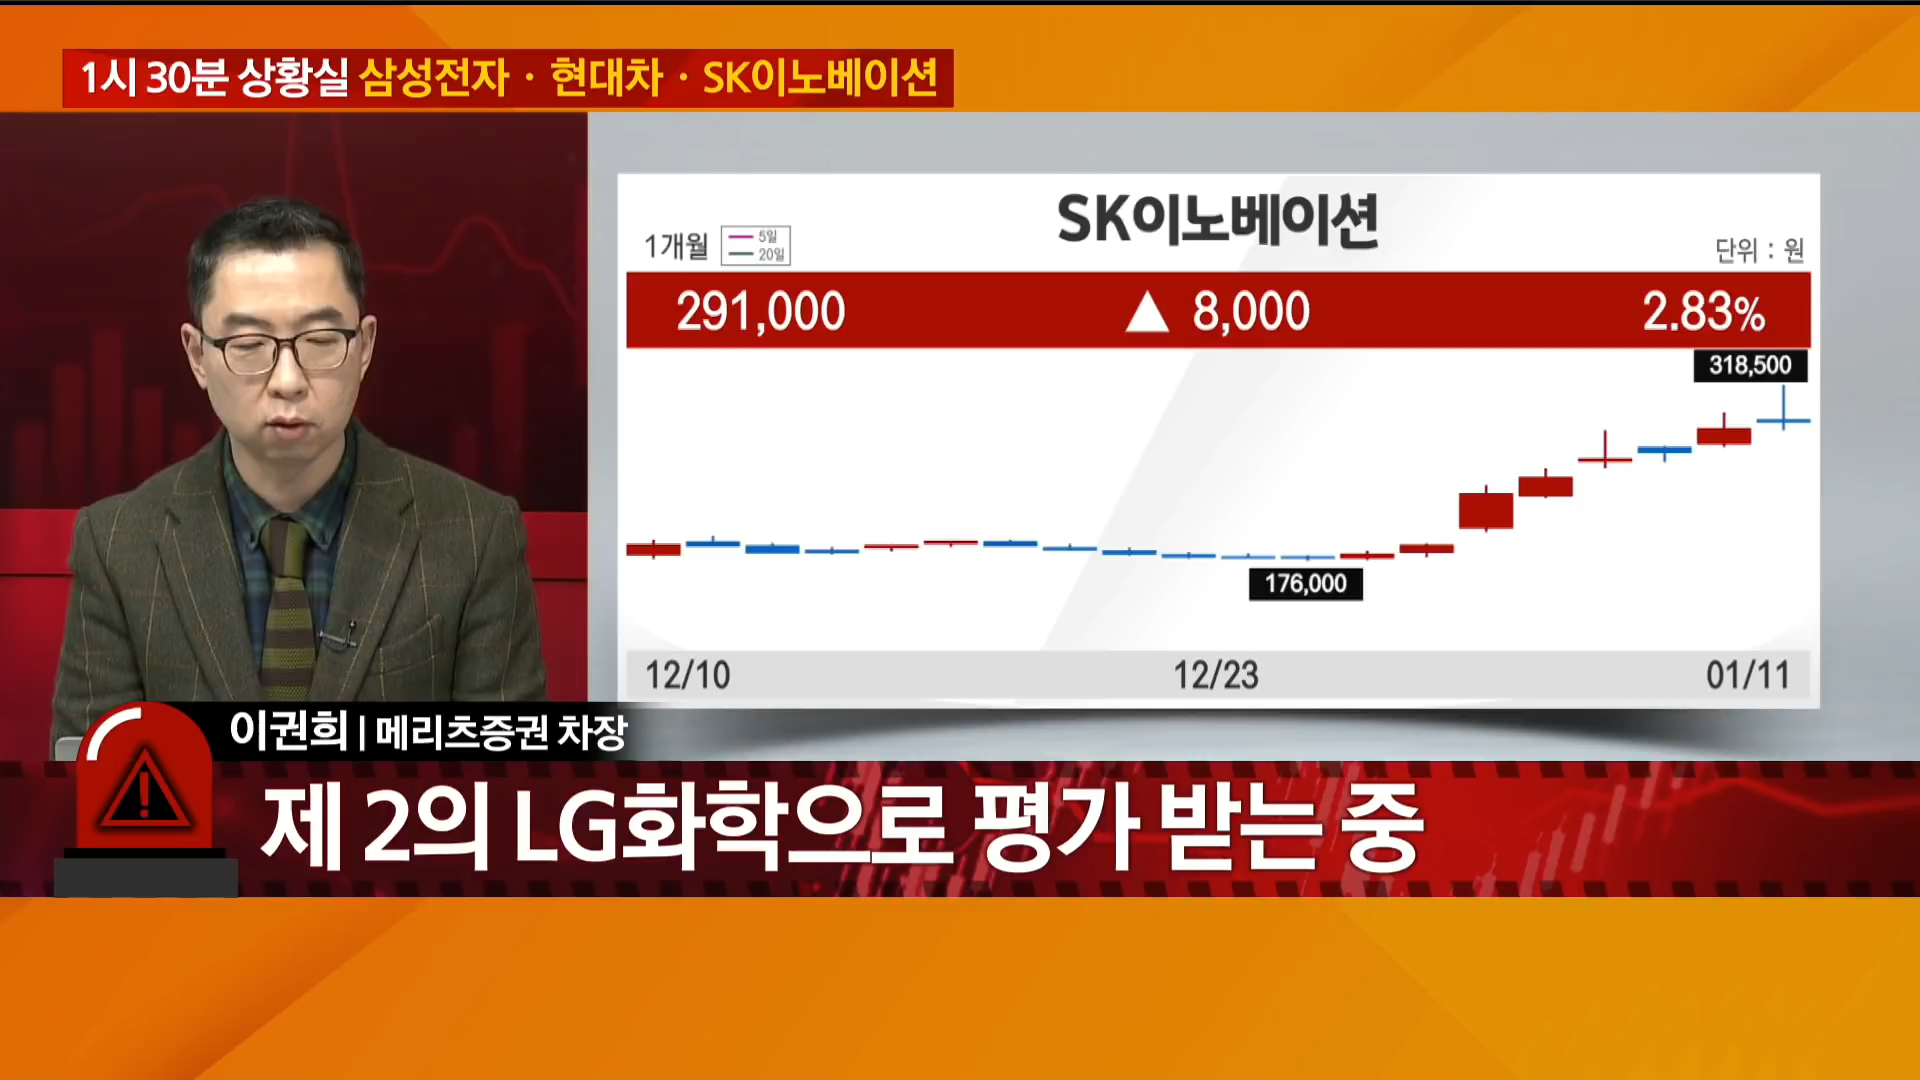 1시 30분 상황실 삼성전자 · 현대차 · SK이노베이션
SK이노베이션
1개월
5일
20일
단위 : 원
291,000 ▲ 8,000 2.83%
318,500
176,000
12/10 12/23 01/11
이권희 | 메리츠증권 차장
제 2의 LG화학으로 평가 받는 중